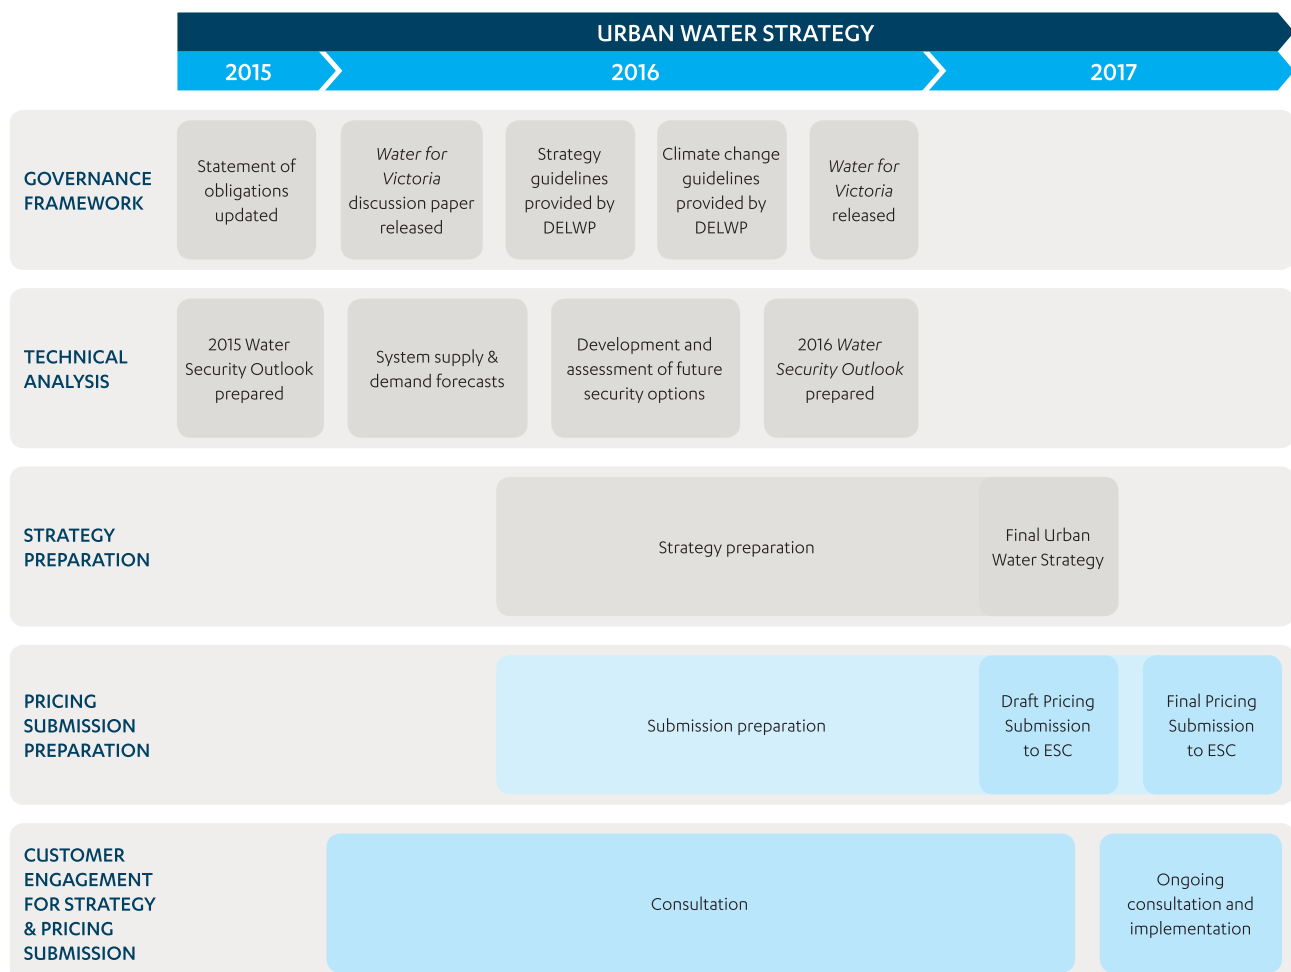 URBAN WATER STRATEGY
2015
2016
2017
GOVERNANCE
FRAMEWORK
Statement of
obligations
updated
Water for
Victoria
discussion paper
released
Strategy
guidelines
provided by
DELWP
Climate change
guidelines
provided by
DELWP
Water for
Victoria
released
TECHNICAL
ANALYSIS
2015 Water
Security Outlook
prepared
System supply &
demand forecasts
Development and
assessment of future
security options
2016 Water
Security Outlook
prepared
STRATEGY
PREPARATION
Strategy preparation
Final Urban
Water Strategy
PRICING
SUBMISSION
PREPARATION
Submission preparation
Draft Pricing
Submission
to ESC
Final Pricing
Submission
to ESC
CUSTOMER
ENGAGEMENT
FOR STRATEGY
& PRICING
SUBMISSION
Consultation
Ongoing
consultation and
implementation